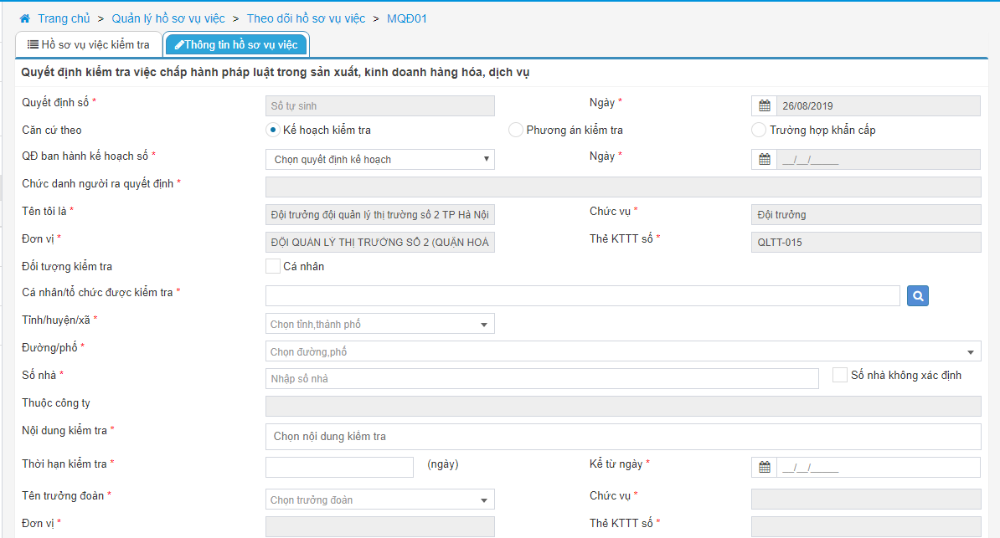 Trang chủ > Quản lý hồ sơ vụ việc > Theo dõi hồ sơ vụ việc > MQĐ01
Hồ sơ vụ việc kiểm tra Thông tin hồ sơ vụ việc
Quyết định kiểm tra việc chấp hành pháp luật trong sản xuất, kinh doanh hàng hóa, dịch vụ
Quyết định số * Số tự sinh Ngày * 26/08/2019
Căn cứ theo Kế hoạch kiểm tra Phương án kiểm tra Trường hợp khẩn cấp
QĐ ban hành kế hoạch số * Chọn quyết định kế hoạch Ngày * __/__/____
Chức danh người ra quyết định *
Tên tôi là * Đội trưởng đội quản lý thị trường số 2 TP Hà Nội Chức vụ * Đội trưởng
Đơn vị * ĐỘI QUẢN LÝ THỊ TRƯỜNG SỐ 2 (QUẬN HOÀ Thẻ KTTT số * QLTT-015
Đối tượng kiểm tra Cá nhân
Cá nhân/tổ chức được kiểm tra *
Tỉnh/huyện/xã * Chọn tỉnh,thành phố
Đường/phố * Chọn đường,phố
Số nhà * Nhập số nhà Số nhà không xác định
Thuộc công ty
Nội dung kiểm tra * Chọn nội dung kiểm tra
Thời hạn kiểm tra * (ngày) Kể từ ngày * __/__/____
Tên trưởng đoàn * Chọn trưởng đoàn Chức vụ *
Đơn vị * Thẻ KTTT số *